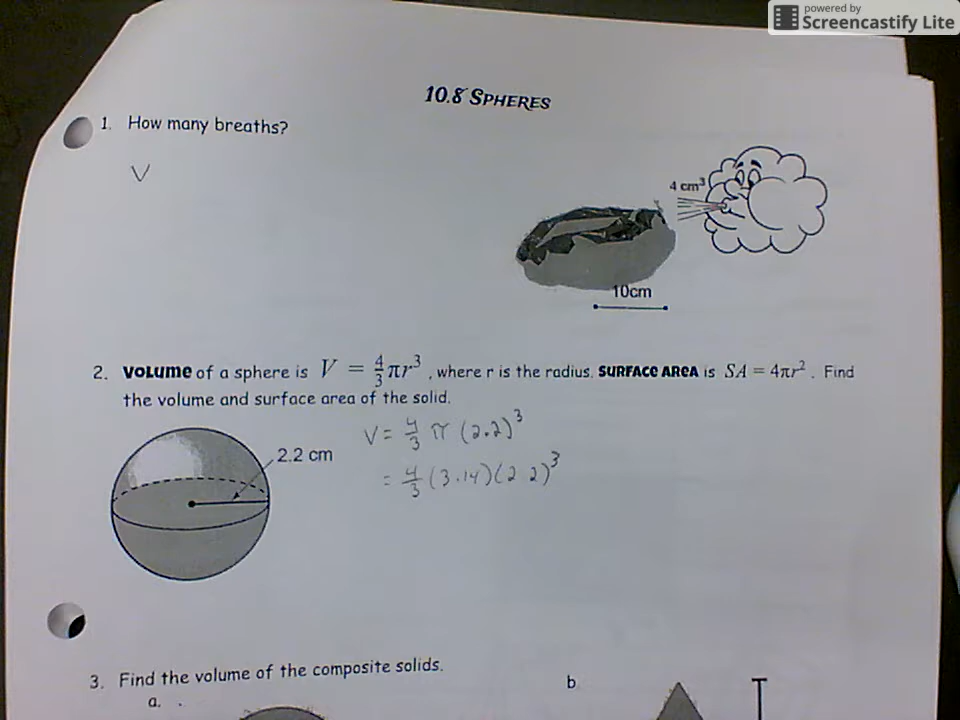 powered by
Screencastify Lite
10.8 SPHERES
1. How many breaths?
V
4 cm³
10cm
2. VOLUME of a sphere is V = 4/3 πr³, where r is the radius. SURFACE AREA is SA = 4πr². Find
the volume and surface area of the solid.
2.2 cm
V = 4/3 π (2.2)³
= 4/3 (3.14)(2.2)³
3. Find the volume of the composite solids.
a.
b